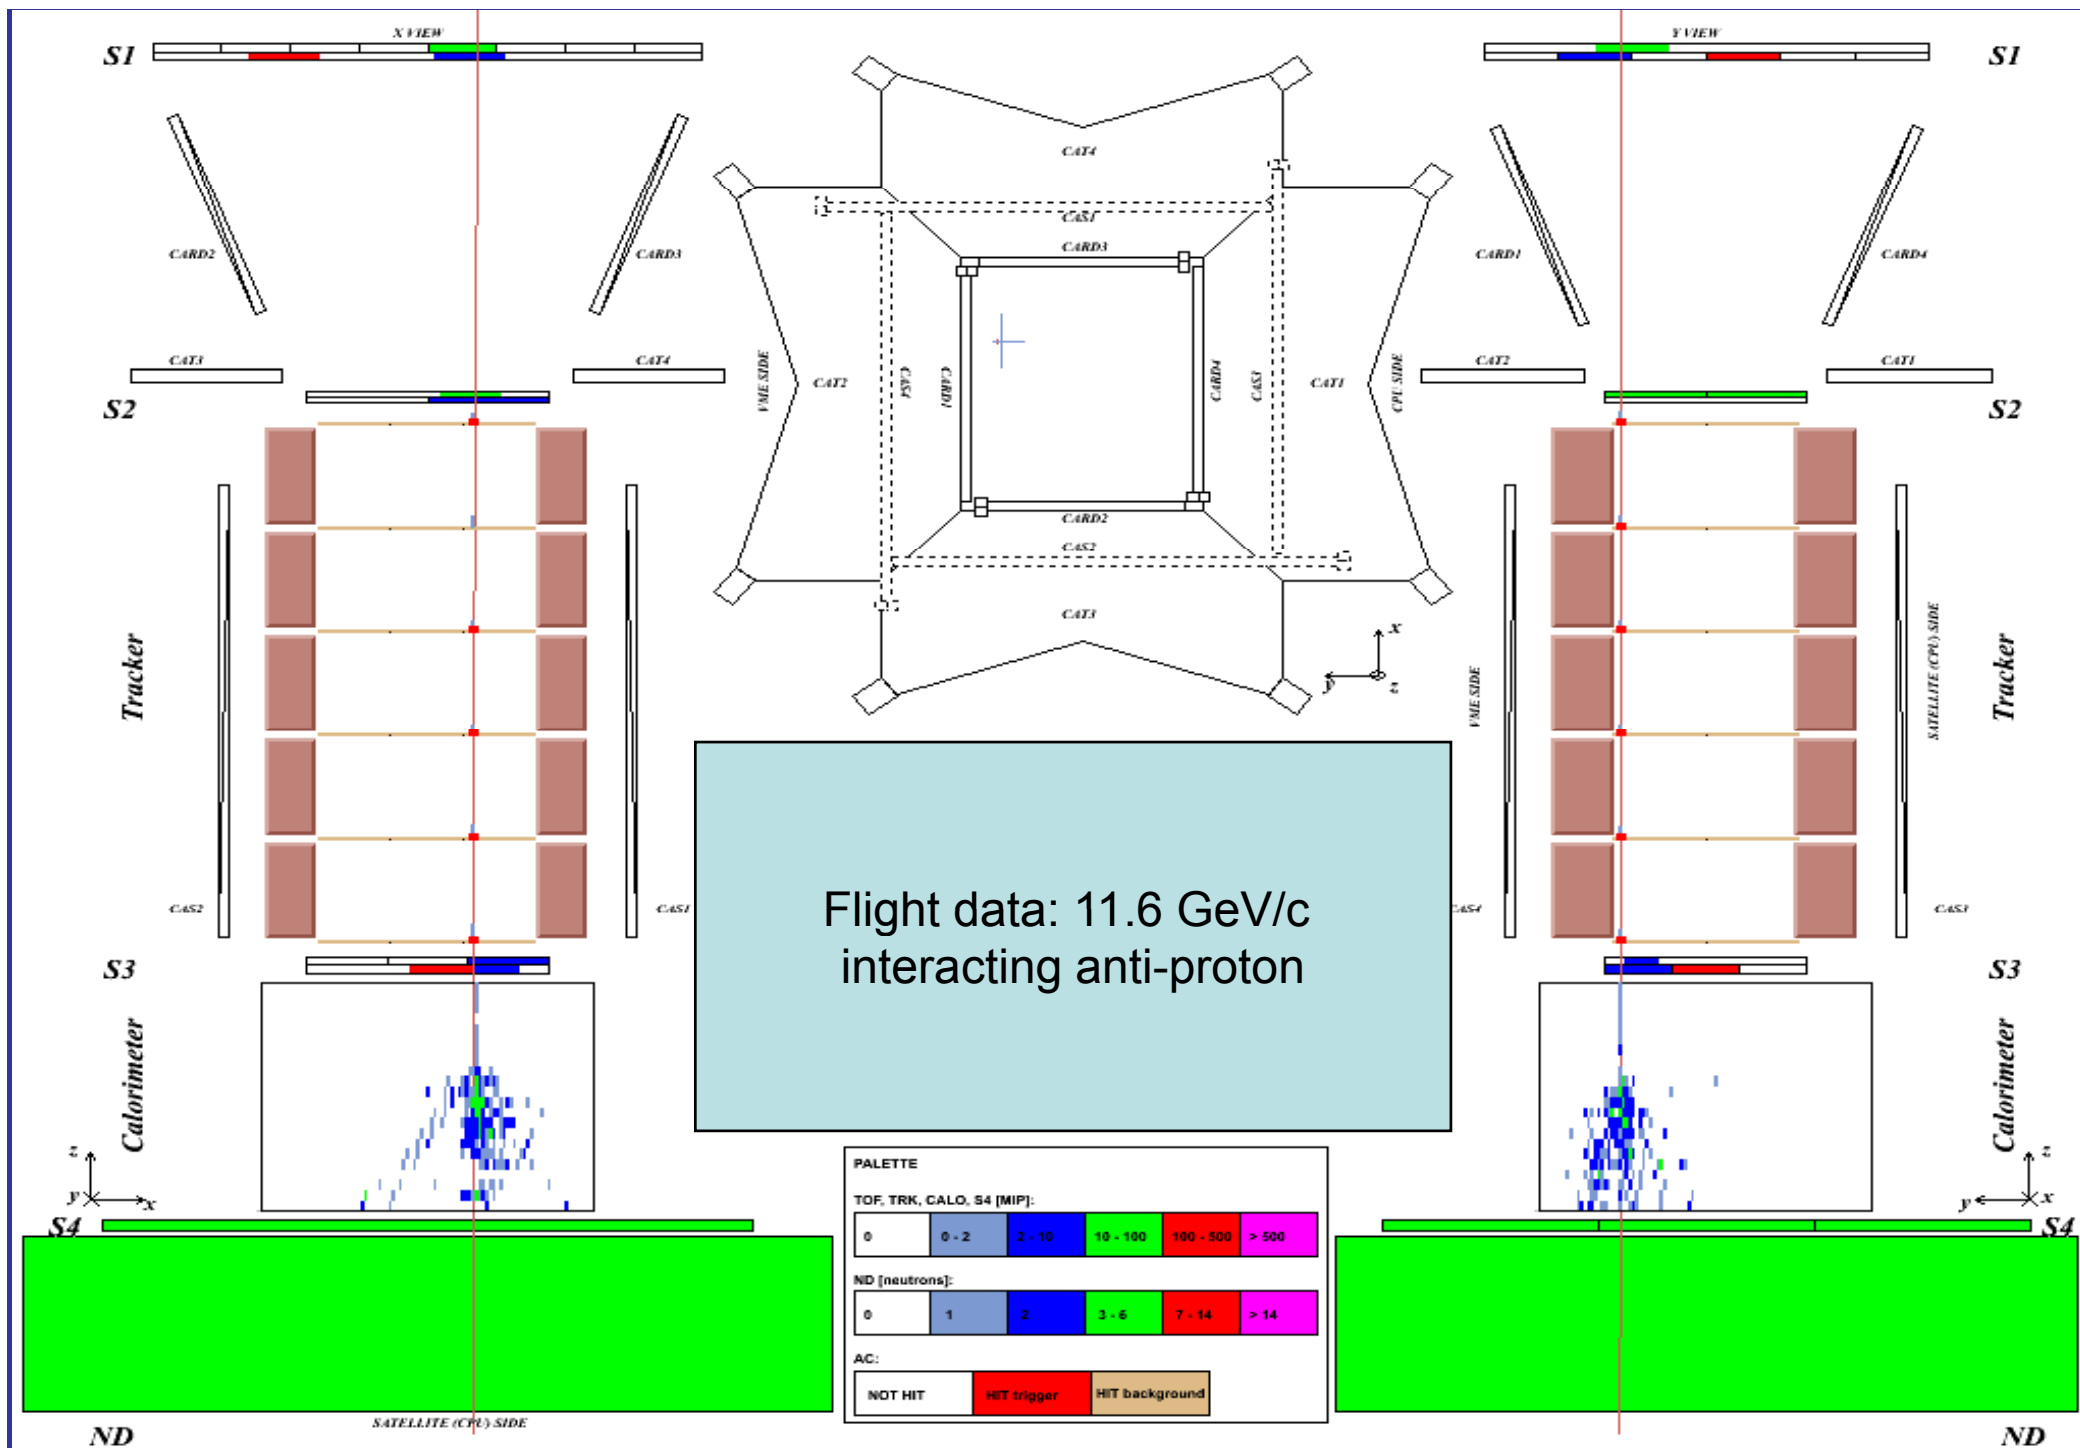 X VIEW
S1
CARD2
CARD3
CAT3
CAT4
S2
Tracker
CAS2
CAS1
S3
Calorimeter
z
y
x
S4
SATELLITE (CPU) SIDE
ND
CAT4
CAS1
CARD3
VME SIDE
CAT2
CAS4
CARD1
CARD4
CAS3
CAT1
CPU SIDE
CARD2
CAS2
CAT3
x
y
z
Flight data: 11.6 GeV/c
interacting anti-proton
PALETTE
TOF, TRK, CALO, S4 [MIP]:
0 0 - 2 2 - 10 10 - 100 100 - 500 > 500
ND [neutrons]:
0 1 2 3 - 6 7 - 14 > 14
AC:
NOT HIT HIT trigger HIT background
Y VIEW
S1
CARD1
CARD4
CAT2
CAT1
S2
VME SIDE
SATELLITE (CPU) SIDE
Tracker
CAS4
CAS3
S3
Calorimeter
z
y
x
S4
ND